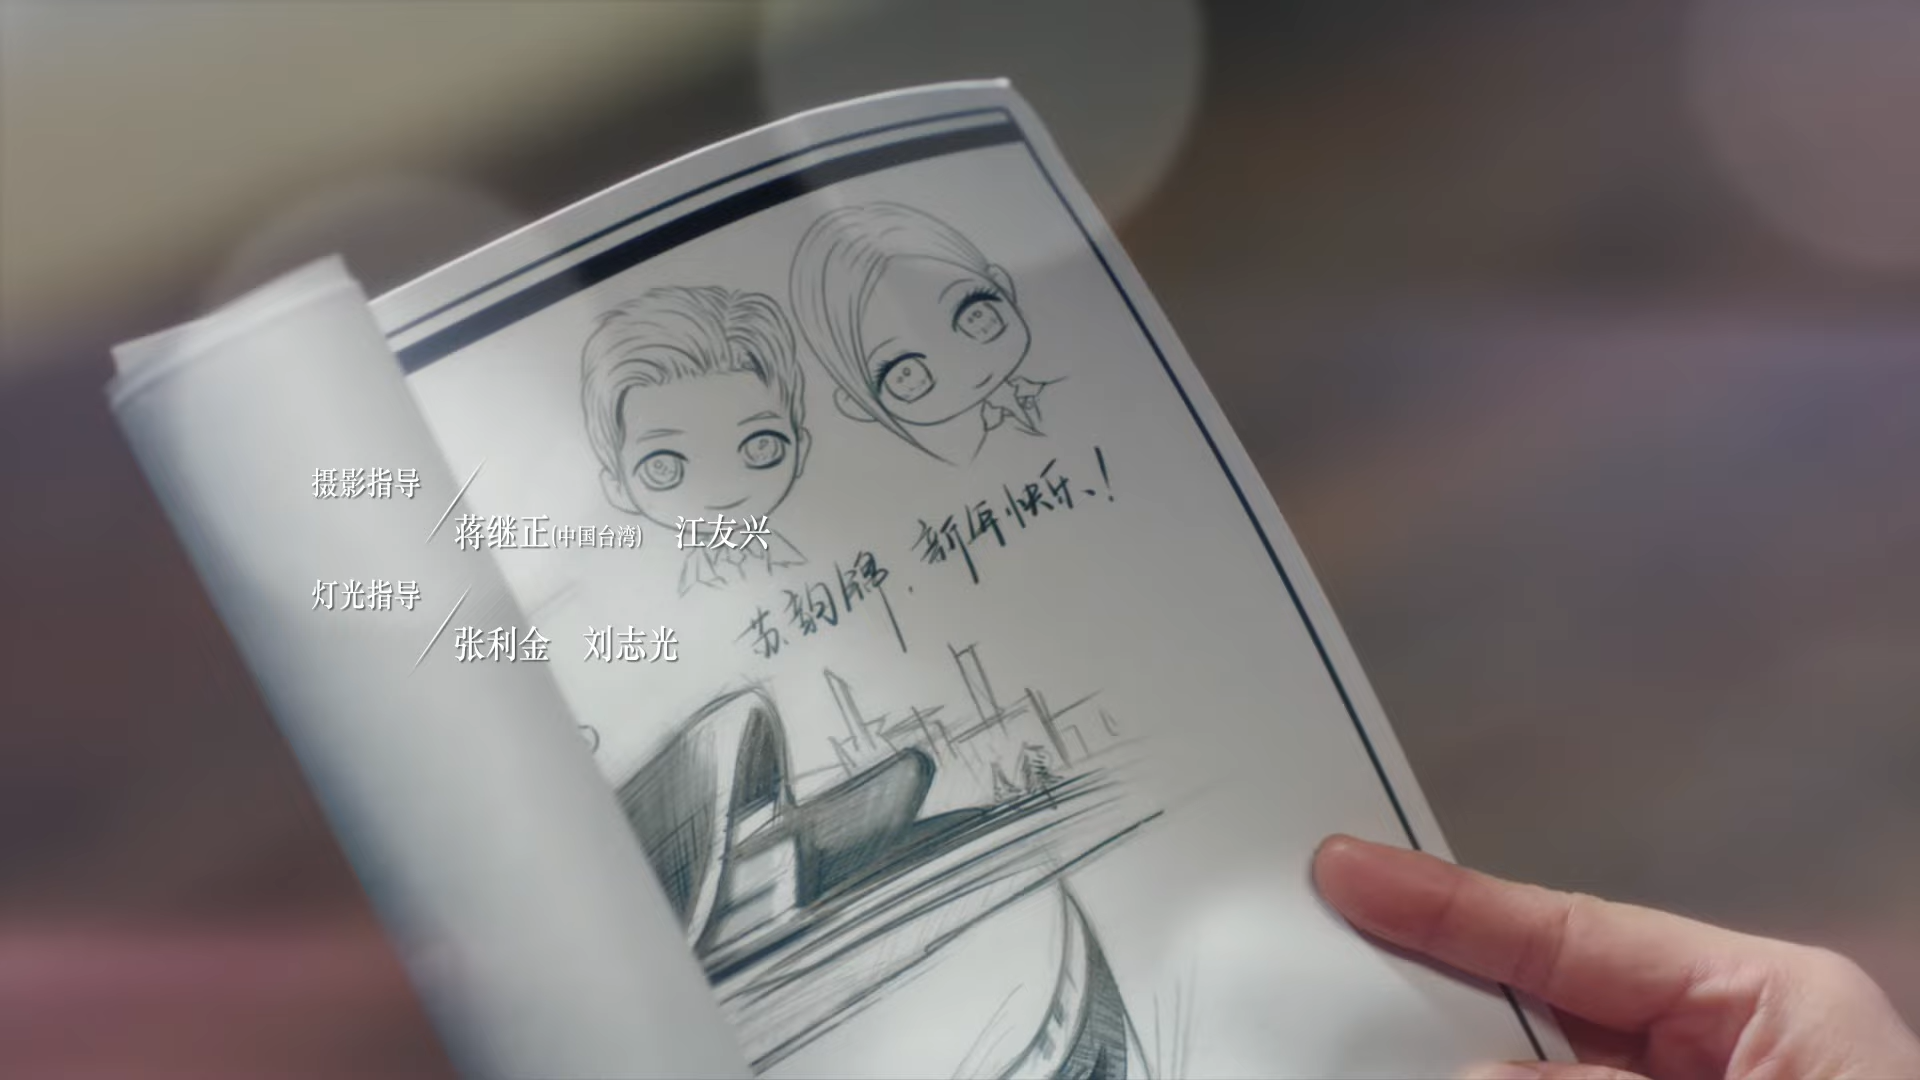 摄影指导
蒋继正(中国台湾) 江友兴
灯光指导
张利金 刘志光
苏韵锦,新年快乐!